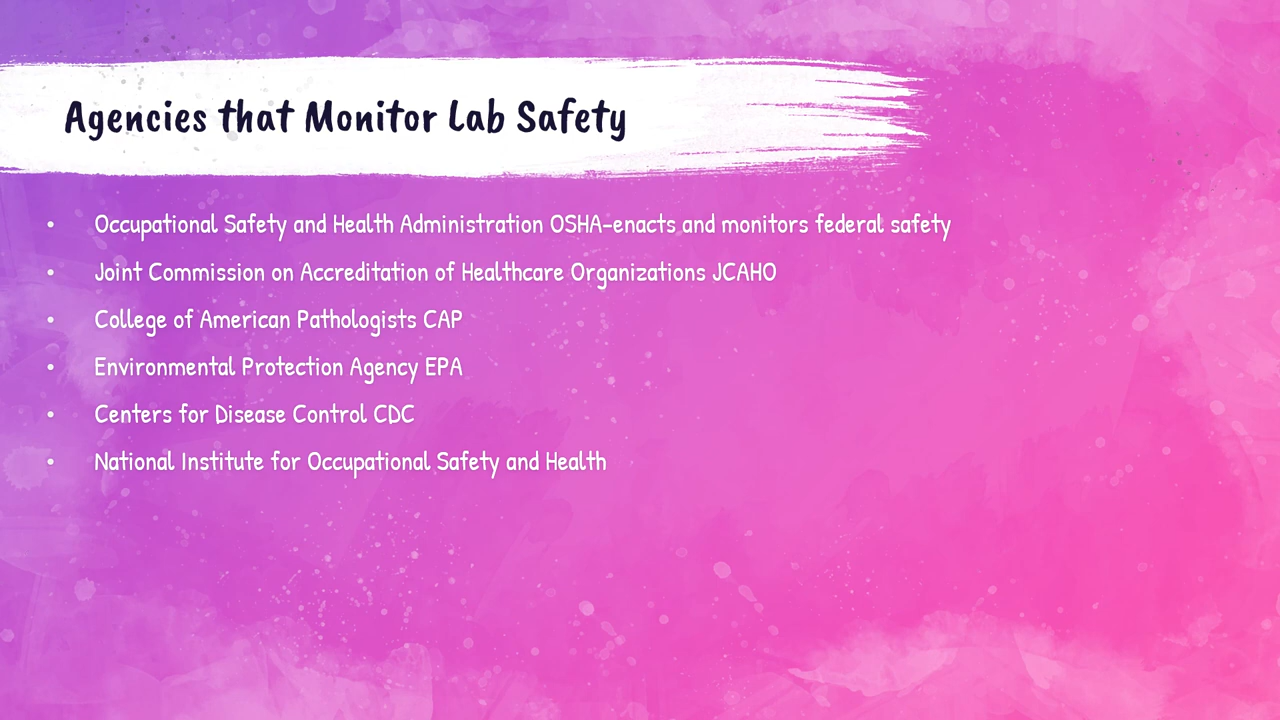 Agencies that Monitor Lab Safety
• Occupational Safety and Health Administration OSHA-enacts and monitors federal safety
• Joint Commission on Accreditation of Healthcare Organizations JCAHO
• College of American Pathologists CAP
• Environmental Protection Agency EPA
• Centers for Disease Control CDC
• National Institute for Occupational Safety and Health